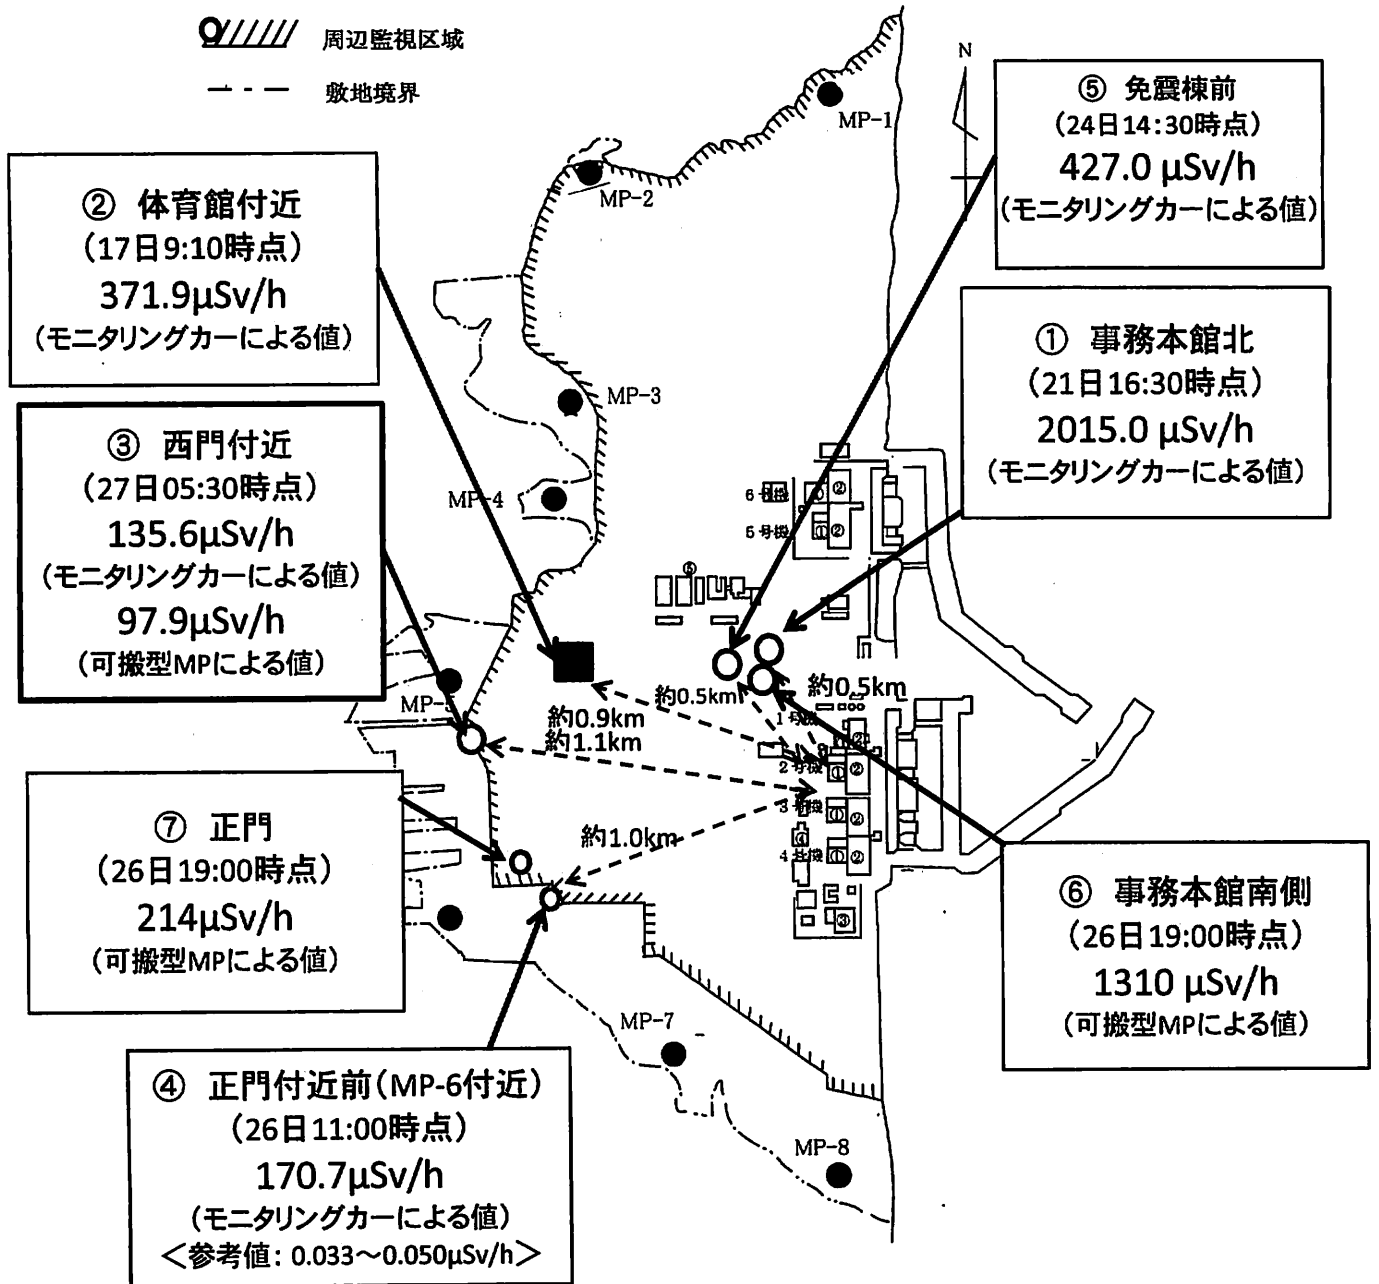 周辺監視区域
敷地境界
N
MP-1
MP-2
MP-3
MP-4
MP-7
MP-8
② 体育館付近
(17日9:10時点)
371.9μSv/h
(モニタリングカーによる値)
③ 西門付近
(27日05:30時点)
135.6μSv/h
(モニタリングカーによる値)
97.9μSv/h
(可搬型MPによる値)
⑦ 正門
(26日19:00時点)
214μSv/h
(可搬型MPによる値)
④ 正門付近前(MP-6付近)
(26日11:00時点)
170.7μSv/h
(モニタリングカーによる値)
<参考値: 0.033~0.050μSv/h>
⑤ 免震棟前
(24日14:30時点)
427.0 μSv/h
(モニタリングカーによる値)
① 事務本館北
(21日16:30時点)
2015.0 μSv/h
(モニタリングカーによる値)
⑥ 事務本館南側
(26日19:00時点)
1310 μSv/h
(可搬型MPによる値)
6号機
① ②
5号機
① ②
⑤
約0.5km
約0.5km
約0.9km
約1.1km
約1.0km
1号機
②
2号機
① ②
3号機
① ②
④
4号機
① ②
③